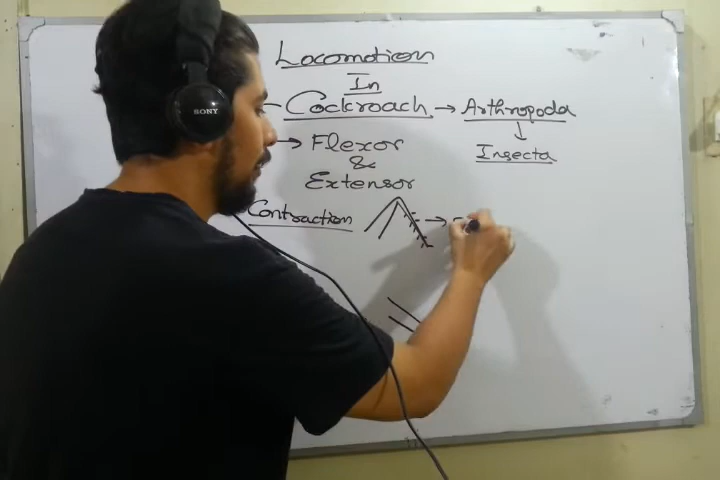 Locomotion
In
Cockroach → Arthropoda
↓
→ Flexor Insecta
&
Extensor
Contraction →
SONY